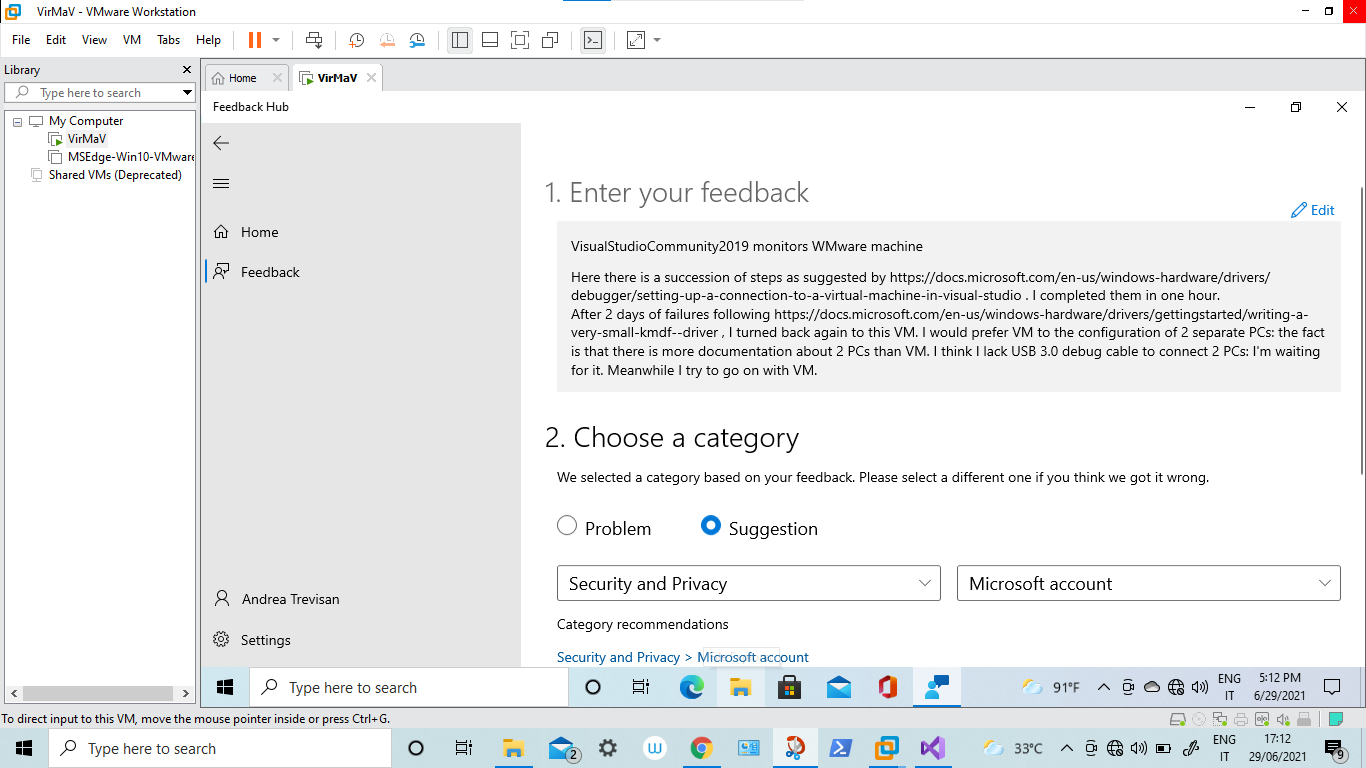 VirMaV - VMware Workstation
File Edit View VM Tabs Help
Library
Type here to search
My Computer
VirMaV
MSEdge-Win10-VMware
Shared VMs (Deprecated)
Home
VirMaV
Feedback Hub
Home
Feedback
Andrea Trevisan
Settings
1. Enter your feedback
Edit
VisualStudioCommunity2019 monitors WMware machine
Here there is a succession of steps as suggested by https://docs.microsoft.com/en-us/windows-hardware/drivers/
debugger/setting-up-a-connection-to-a-virtual-machine-in-visual-studio . I completed them in one hour.
After 2 days of failures following https://docs.microsoft.com/en-us/windows-hardware/drivers/gettingstarted/writing-a-
very-small-kmdf--driver , I turned back again to this VM. I would prefer VM to the configuration of 2 separate PCs: the fact
is that there is more documentation about 2 PCs than VM. I think I lack USB 3.0 debug cable to connect 2 PCs: I'm waiting
for it. Meanwhile I try to go on with VM.
2. Choose a category
We selected a category based on your feedback. Please select a different one if you think we got it wrong.
Problem Suggestion
Security and Privacy Microsoft account
Category recommendations
Security and Privacy > Microsoft account
Type here to search
91°F
ENG
IT
5:12 PM
6/29/2021
To direct input to this VM, move the mouse pointer inside or press Ctrl+G.
Type here to search
2
33°C
ENG
IT
17:12
29/06/2021
9